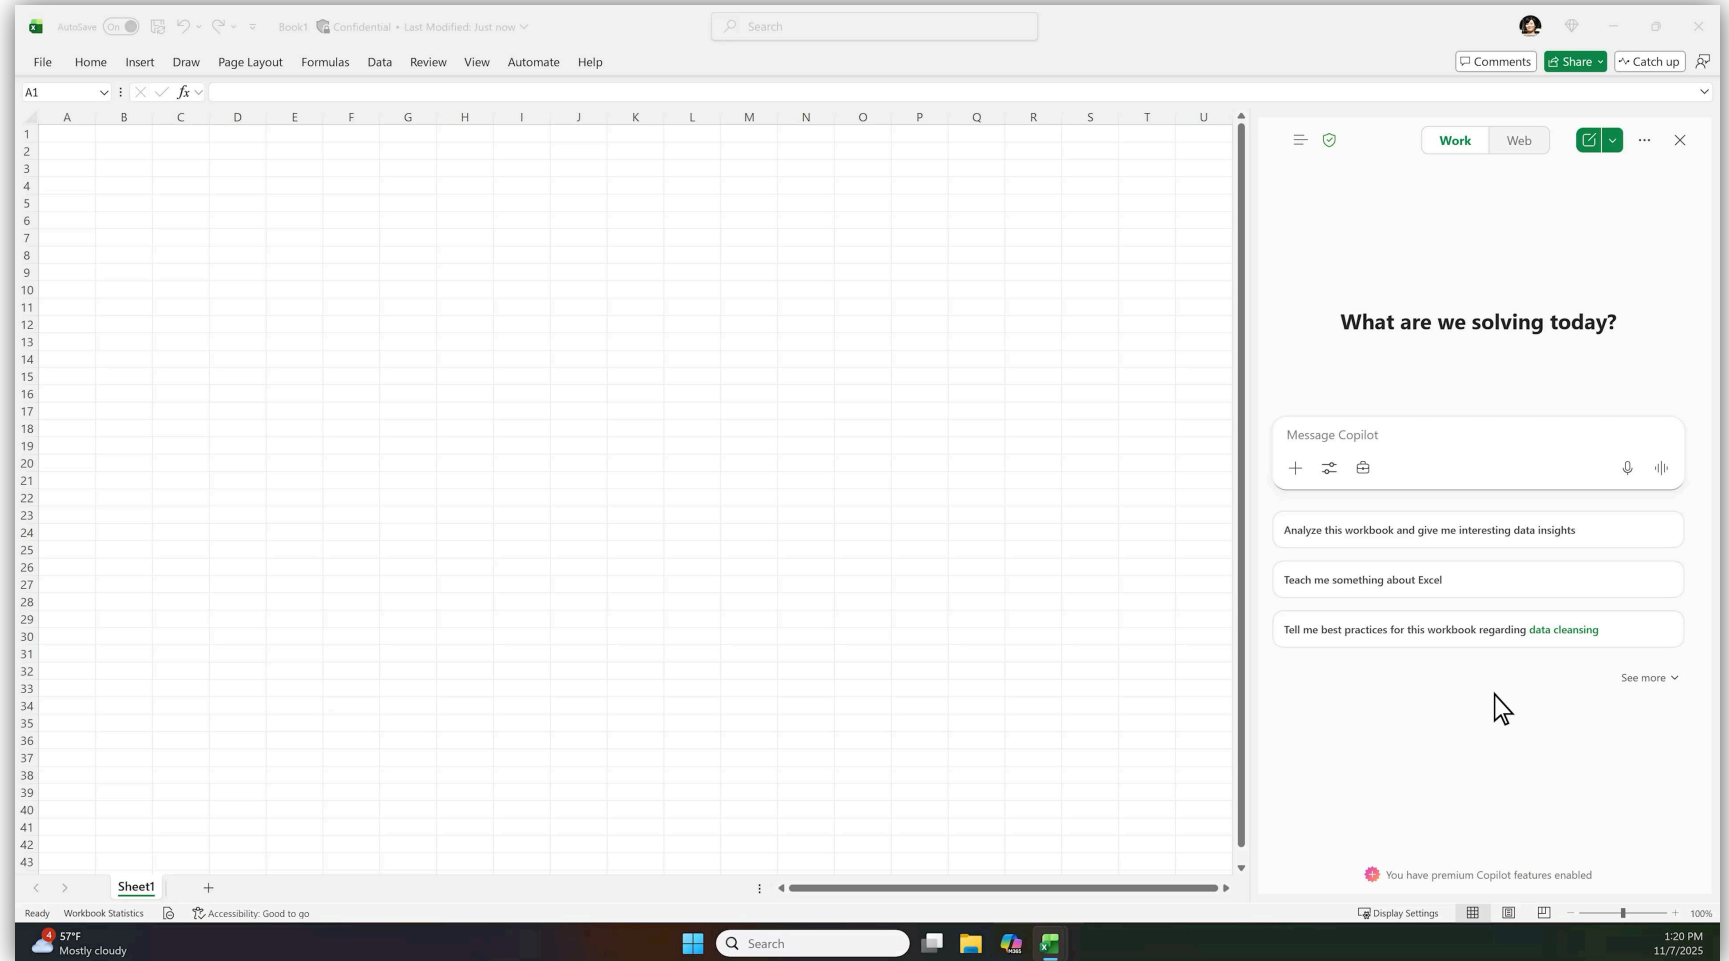 AutoSave On Book1 Confidential • Last Modified: Just now Search
File Home Insert Draw Page Layout Formulas Data Review View Automate Help Comments Share Catch up
A1 fx
A B C D E F G H I J K L M N O P Q R S T U
1
2
3
4
5
6
7
8
9
10
11
12
13
14
15
16
17
18
19
20
21
22
23
24
25
26
27
28
29
30
31
32
33
34
35
36
37
38
39
40
41
42
43
Work Web
What are we solving today?
Message Copilot
Analyze this workbook and give me interesting data insights
Teach me something about Excel
Tell me best practices for this workbook regarding data cleansing
See more
You have premium Copilot features enabled
Sheet1
Ready Workbook Statistics Accessibility: Good to go Display Settings 100%
4 57°F
Mostly cloudy
Search
M365
1:20 PM
11/7/2025